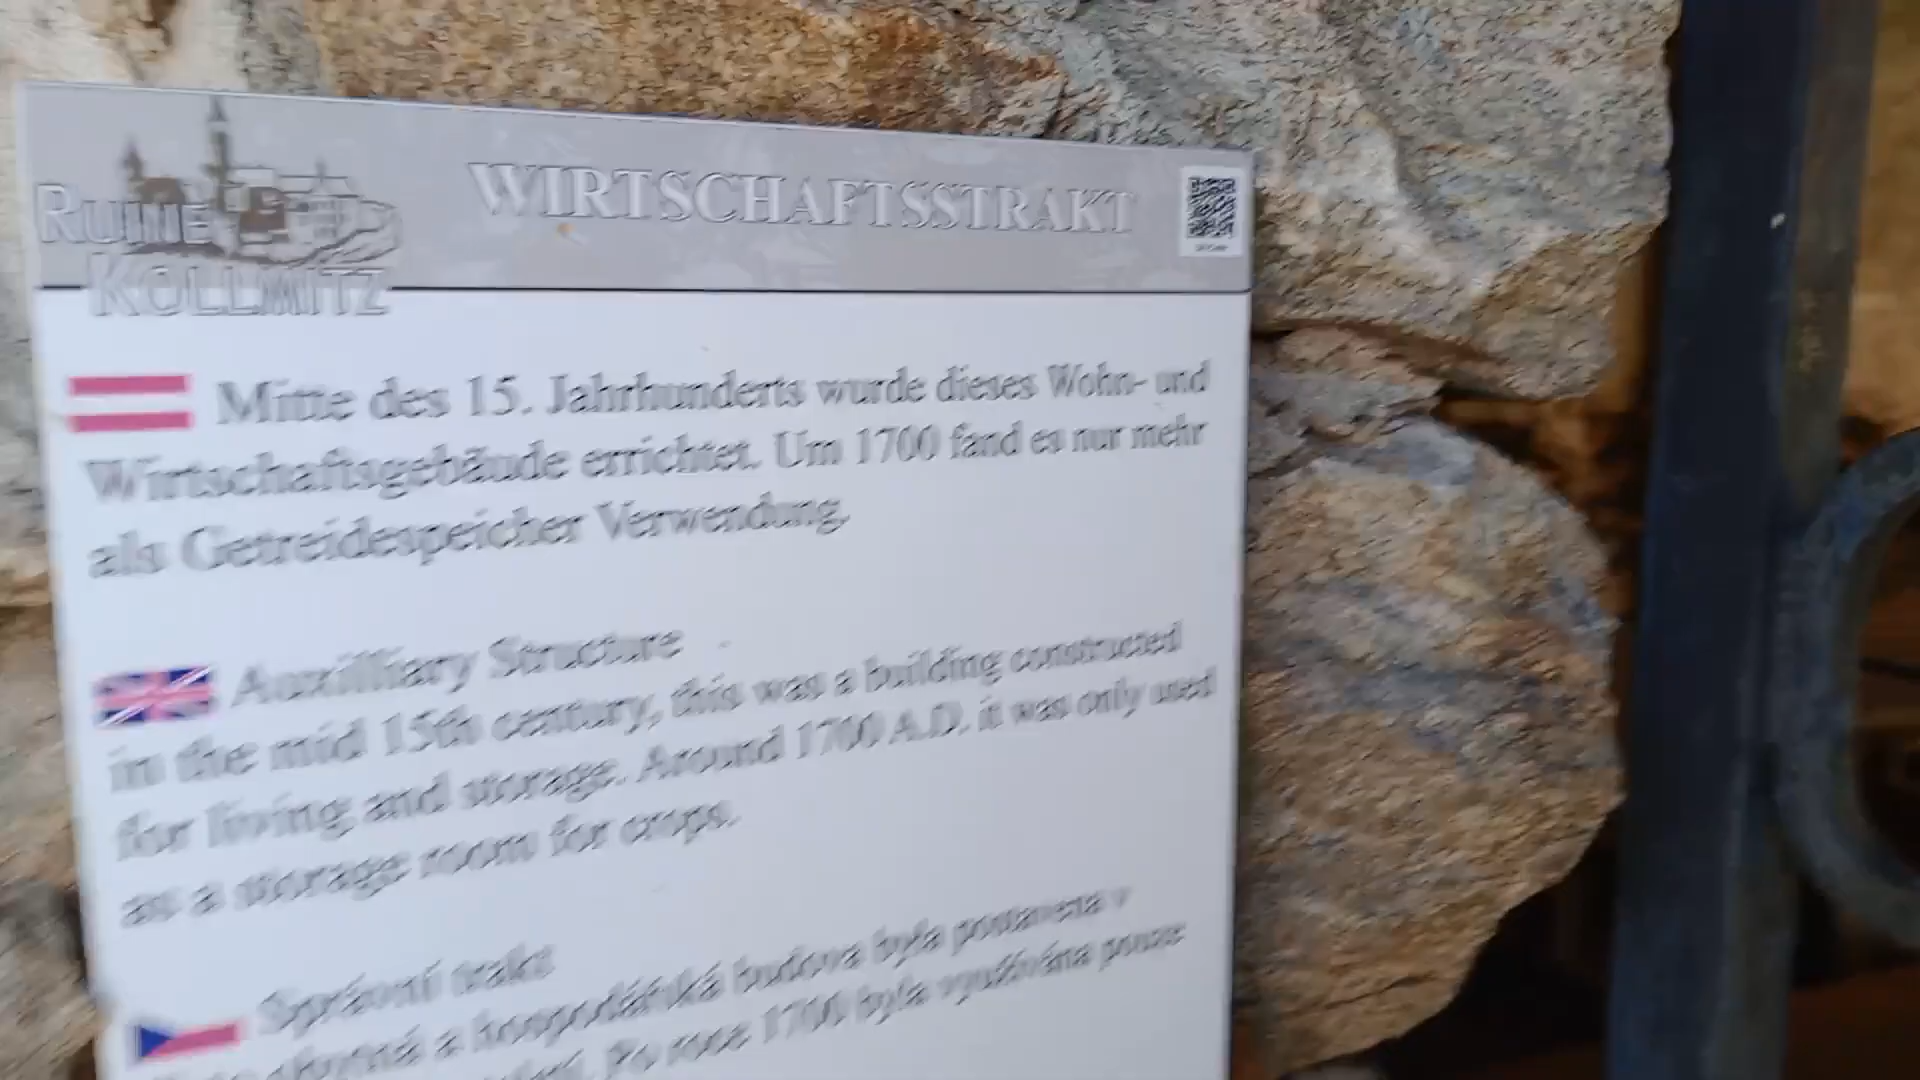 RUINE
KOLLMITZ
WIRTSCHAFTSSTRAKT
Mitte des 15. Jahrhunderts wurde dieses Wohn- und
Wirtschaftsgebäude errichtet. Um 1700 fand es nur mehr
als Getreidespeicher Verwendung.
Auxilliary Structure
in the mid 15th century, this was a building constructed
for living and storage. Around 1700 A.D. it was only used
as a storage room for crops.
Správní trakt
a hospodářská budova byla postavena v
Po roce 1700 byla využívána pouze